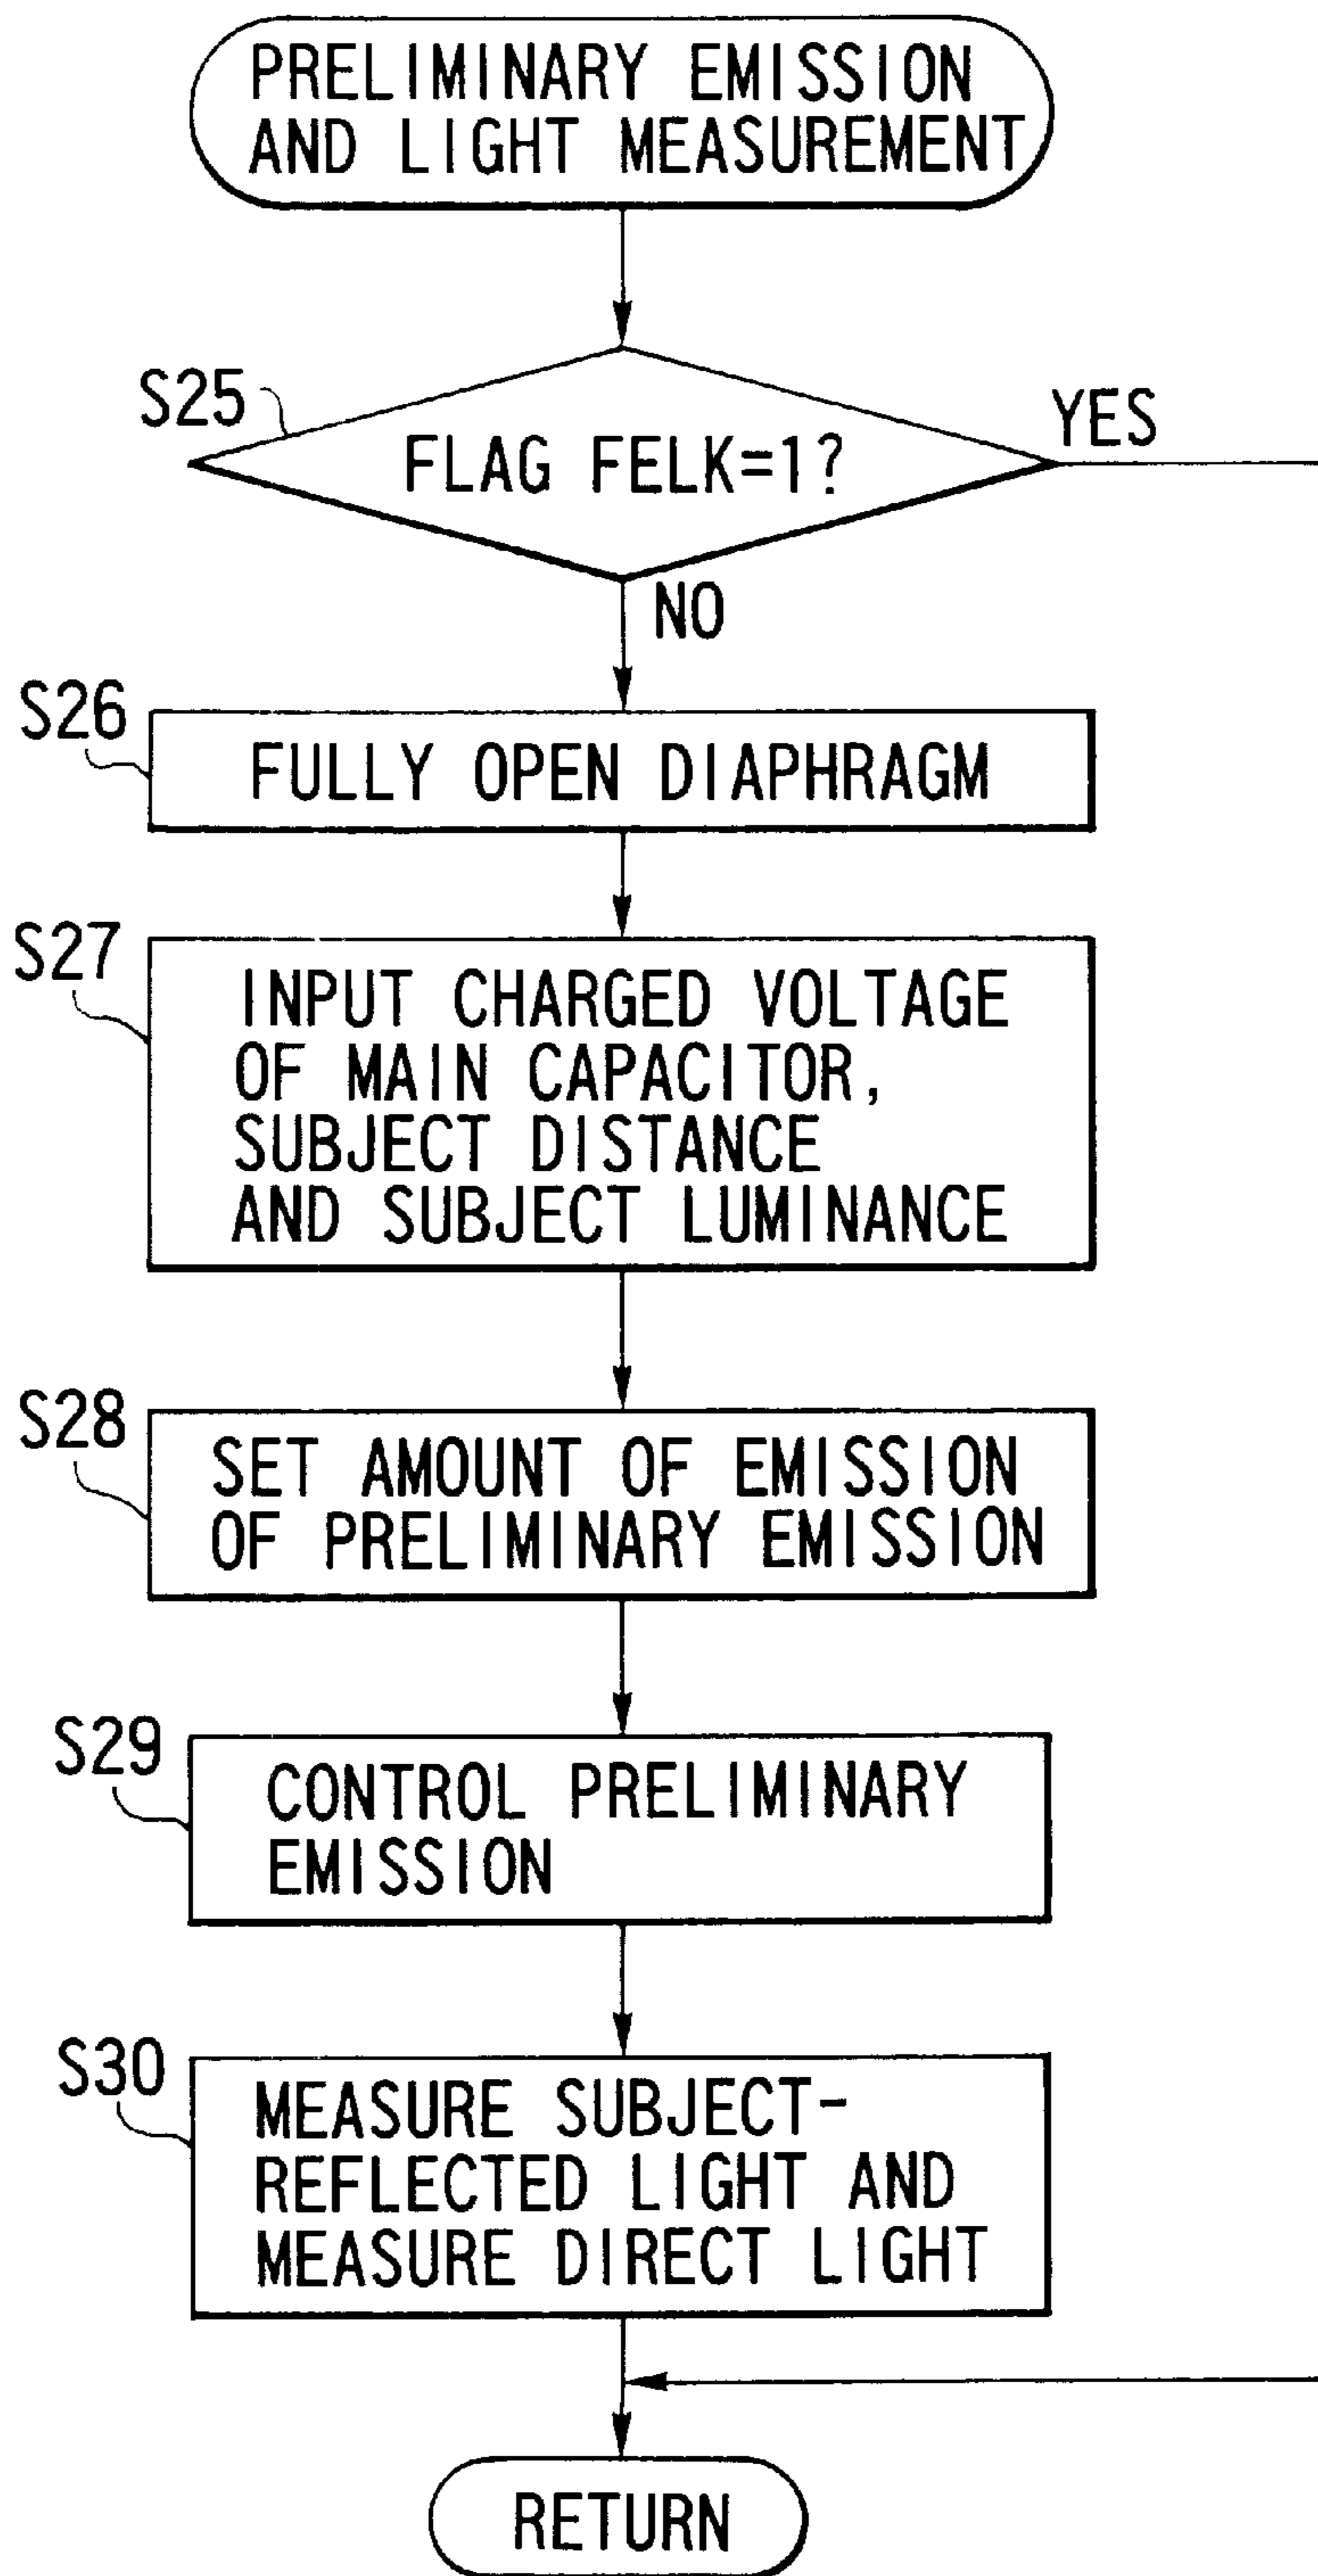 PRELIMINARY EMISSION
AND LIGHT MEASUREMENT
S25
FLAG FELK=1?
YES
NO
S26
FULLY OPEN DIAPHRAGM
S27
INPUT CHARGED VOLTAGE
OF MAIN CAPACITOR,
SUBJECT DISTANCE
AND SUBJECT LUMINANCE
S28
SET AMOUNT OF EMISSION
OF PRELIMINARY EMISSION
S29
CONTROL PRELIMINARY
EMISSION
S30
MEASURE SUBJECT-
REFLECTED LIGHT AND
MEASURE DIRECT LIGHT
RETURN